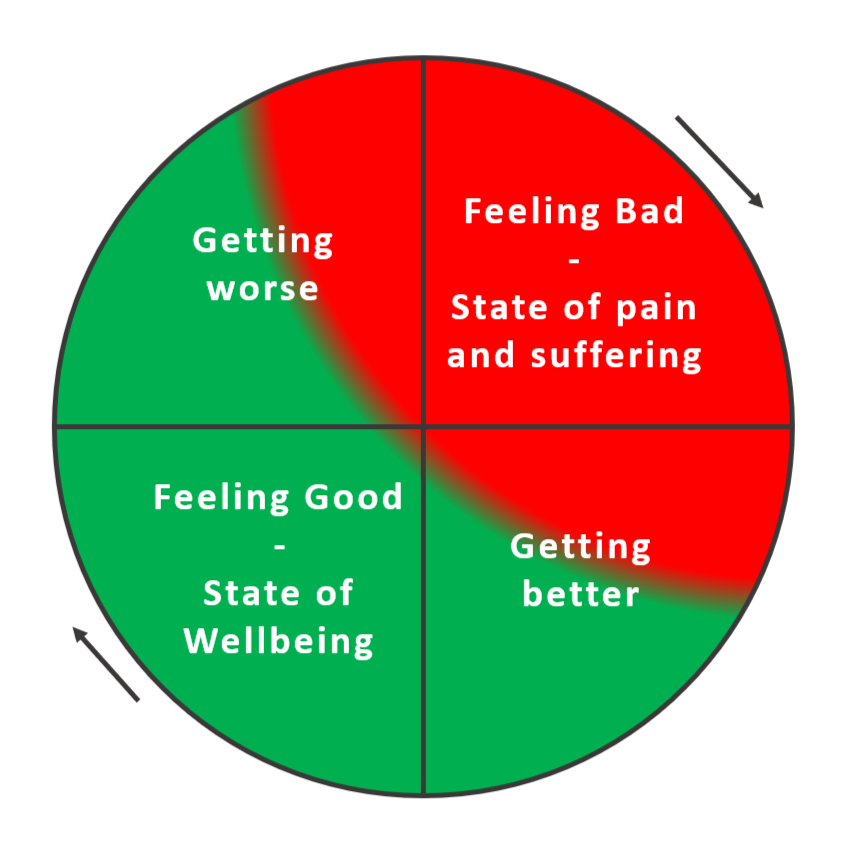 Getting
worse
Feeling Bad
-
State of pain
and suffering
Feeling Good
-
State of
Wellbeing
Getting
better